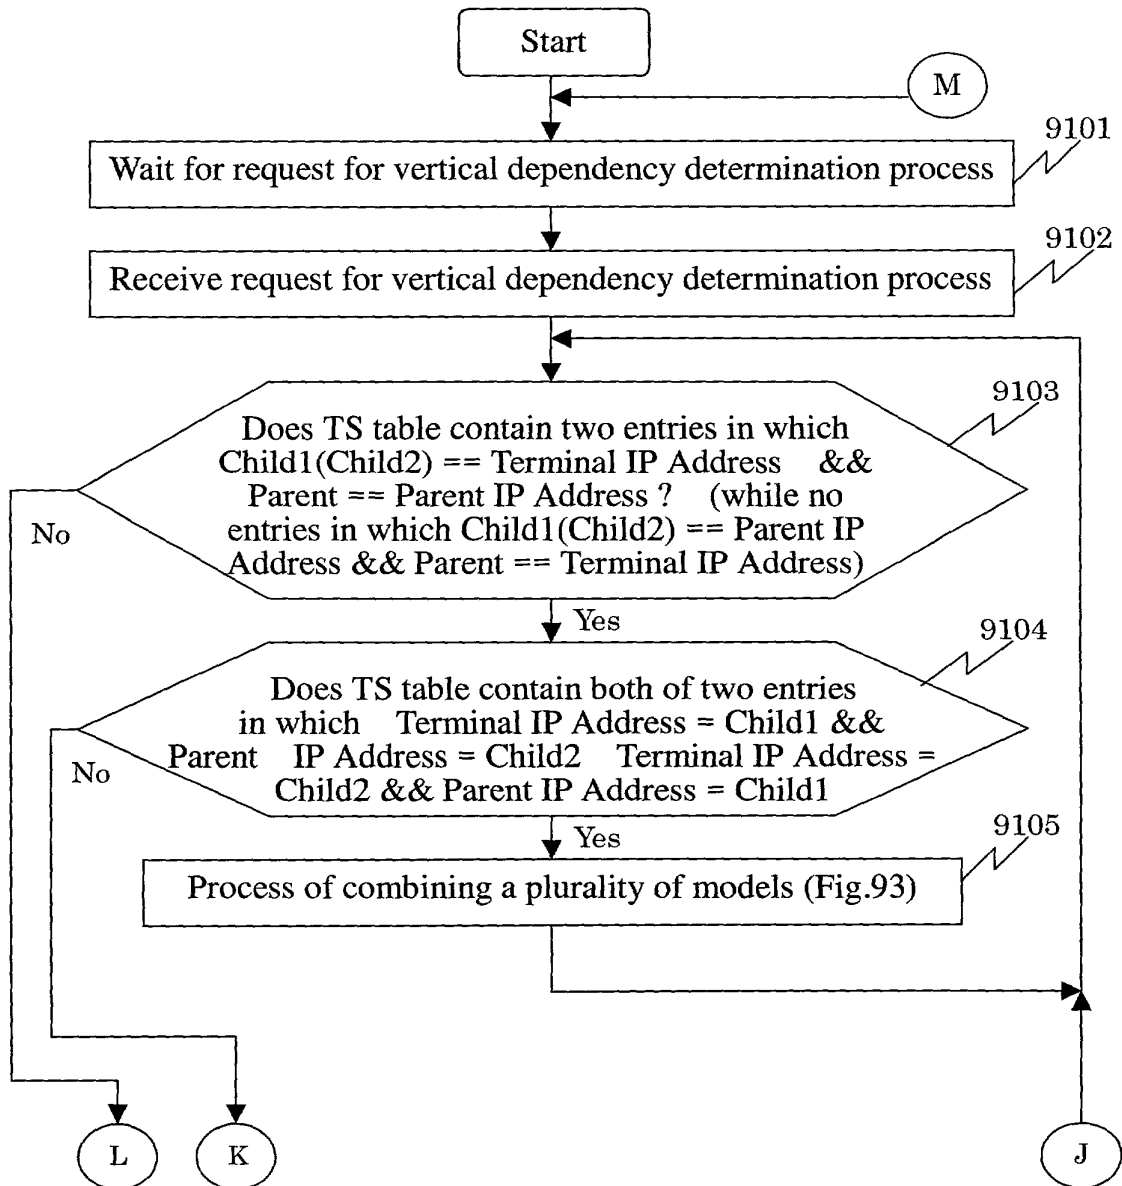 Start
M
9101
Wait for request for vertical dependency determination process
9102
Receive request for vertical dependency determination process
9103
Does TS table contain two entries in which
Child1(Child2) == Terminal IP Address &&
Parent == Parent IP Address ? (while no
entries in which Child1(Child2) == Parent IP
Address && Parent == Terminal IP Address)
No
Yes
9104
Does TS table contain both of two entries
in which Terminal IP Address = Child1 &&
Parent IP Address = Child2 Terminal IP Address =
Child2 && Parent IP Address = Child1
No
Yes
9105
Process of combining a plurality of models (Fig.93)
L
K
J